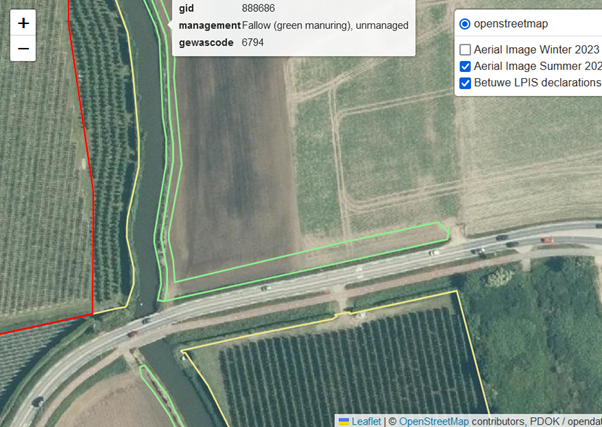 gid 888686
management Fallow (green manuring), unmanaged
gewascode 6794
+
−
openstreetmap
Aerial Image Winter 2023
Aerial Image Summer 202
Betuwe LPIS declarations
Leaflet | © OpenStreetMap contributors, PDOK / opendat